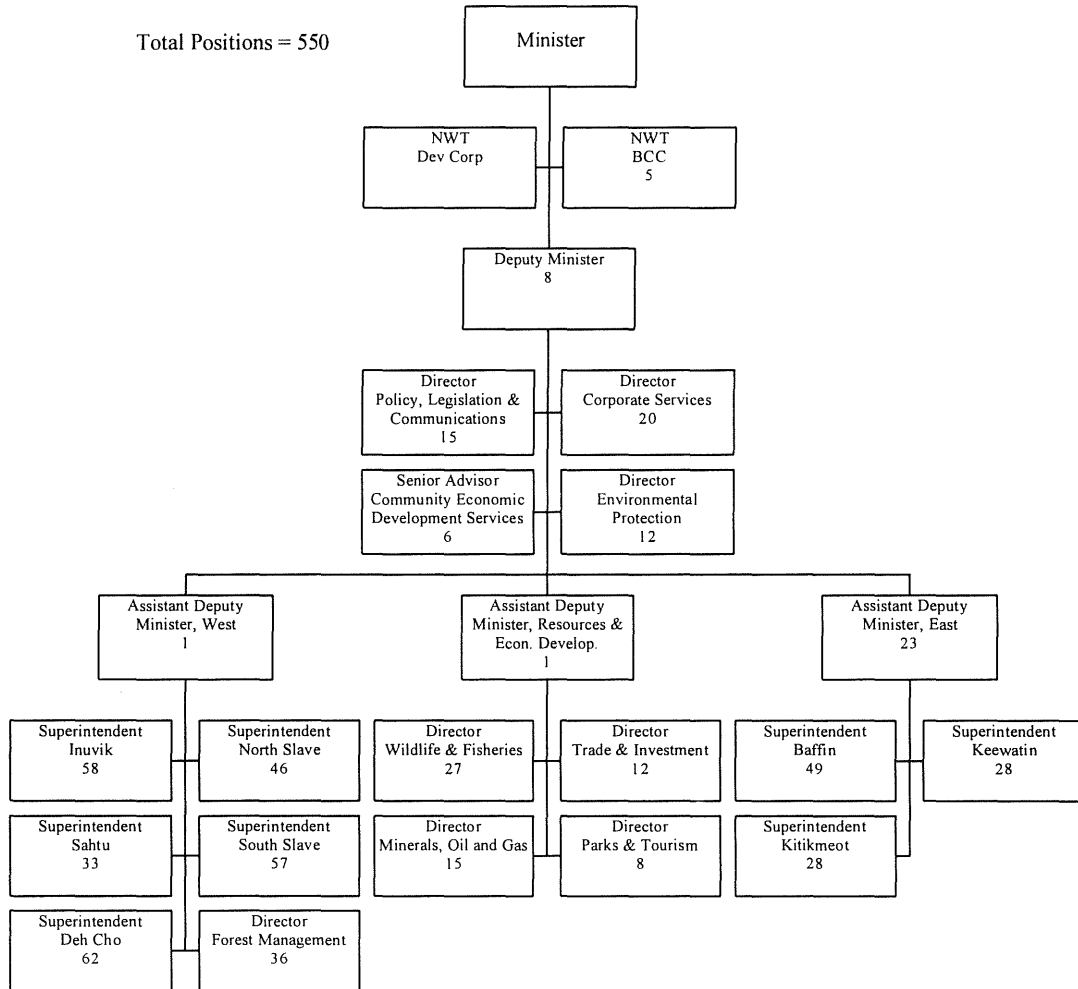 Total Positions = 550
Minister
NWT
Dev Corp
NWT
BCC
5
Deputy Minister
8
Director
Policy, Legislation &
Communications
15
Director
Corporate Services
20
Senior Advisor
Community Economic
Development Services
6
Director
Environmental
Protection
12
Assistant Deputy
Minister, West
1
Assistant Deputy
Minister, Resources &
Econ. Develop.
1
Assistant Deputy
Minister, East
23
Superintendent
Inuvik
58
Superintendent
North Slave
46
Director
Wildlife & Fisheries
27
Director
Trade & Investment
12
Superintendent
Baffin
49
Superintendent
Keewatin
28
Superintendent
Sahtu
33
Superintendent
South Slave
57
Director
Minerals, Oil and Gas
15
Director
Parks & Tourism
8
Superintendent
Kitikmeot
28
Superintendent
Deh Cho
62
Director
Forest Management
36